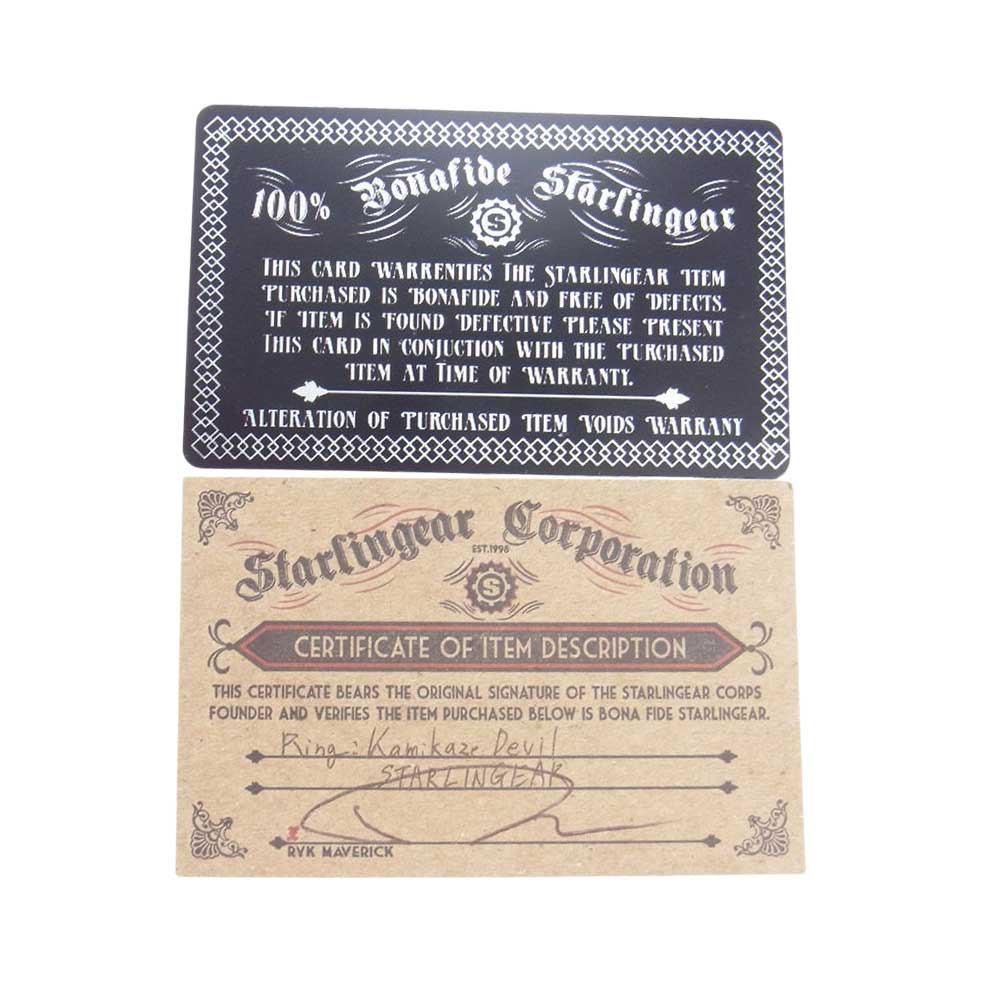 100% Bonafide Starlingear
S
THIS CARD WARRENTIES THE STARLINGEAR ITEM
PURCHASED IS BONAFIDE AND FREE OF DEFECTS.
IF ITEM IS FOUND DEFECTIVE PLEASE PRESENT
THIS CARD IN CONJUCTION WITH THE PURCHASED
ITEM AT TIME OF WARRANTY.
ALTERATION OF PURCHASED ITEM VOIDS WARRANY
Starlingear Corporation
EST.1998
S
CERTIFICATE OF ITEM DESCRIPTION
THIS CERTIFICATE BEARS THE ORIGINAL SIGNATURE OF THE STARLINGEAR CORPS
FOUNDER AND VERIFIES THE ITEM PURCHASED BELOW IS BONA FIDE STARLINGEAR.
Ring: Kamikaze Devil
STARLINGEAR
X
RYK MAVERICK